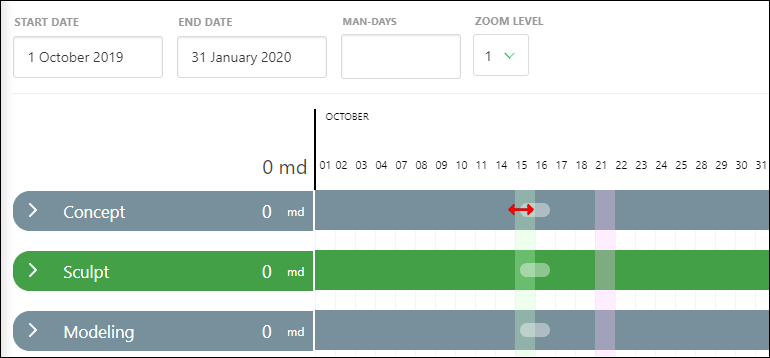 START DATE END DATE MAN-DAYS ZOOM LEVEL
1 October 2019 31 January 2020 1
OCTOBER
0 md 01 02 03 04 07 08 09 10 11 14 15 16 17 18 21 22 23 24 25 28 29 30 31
Concept 0 md
Sculpt 0 md
Modeling 0 md